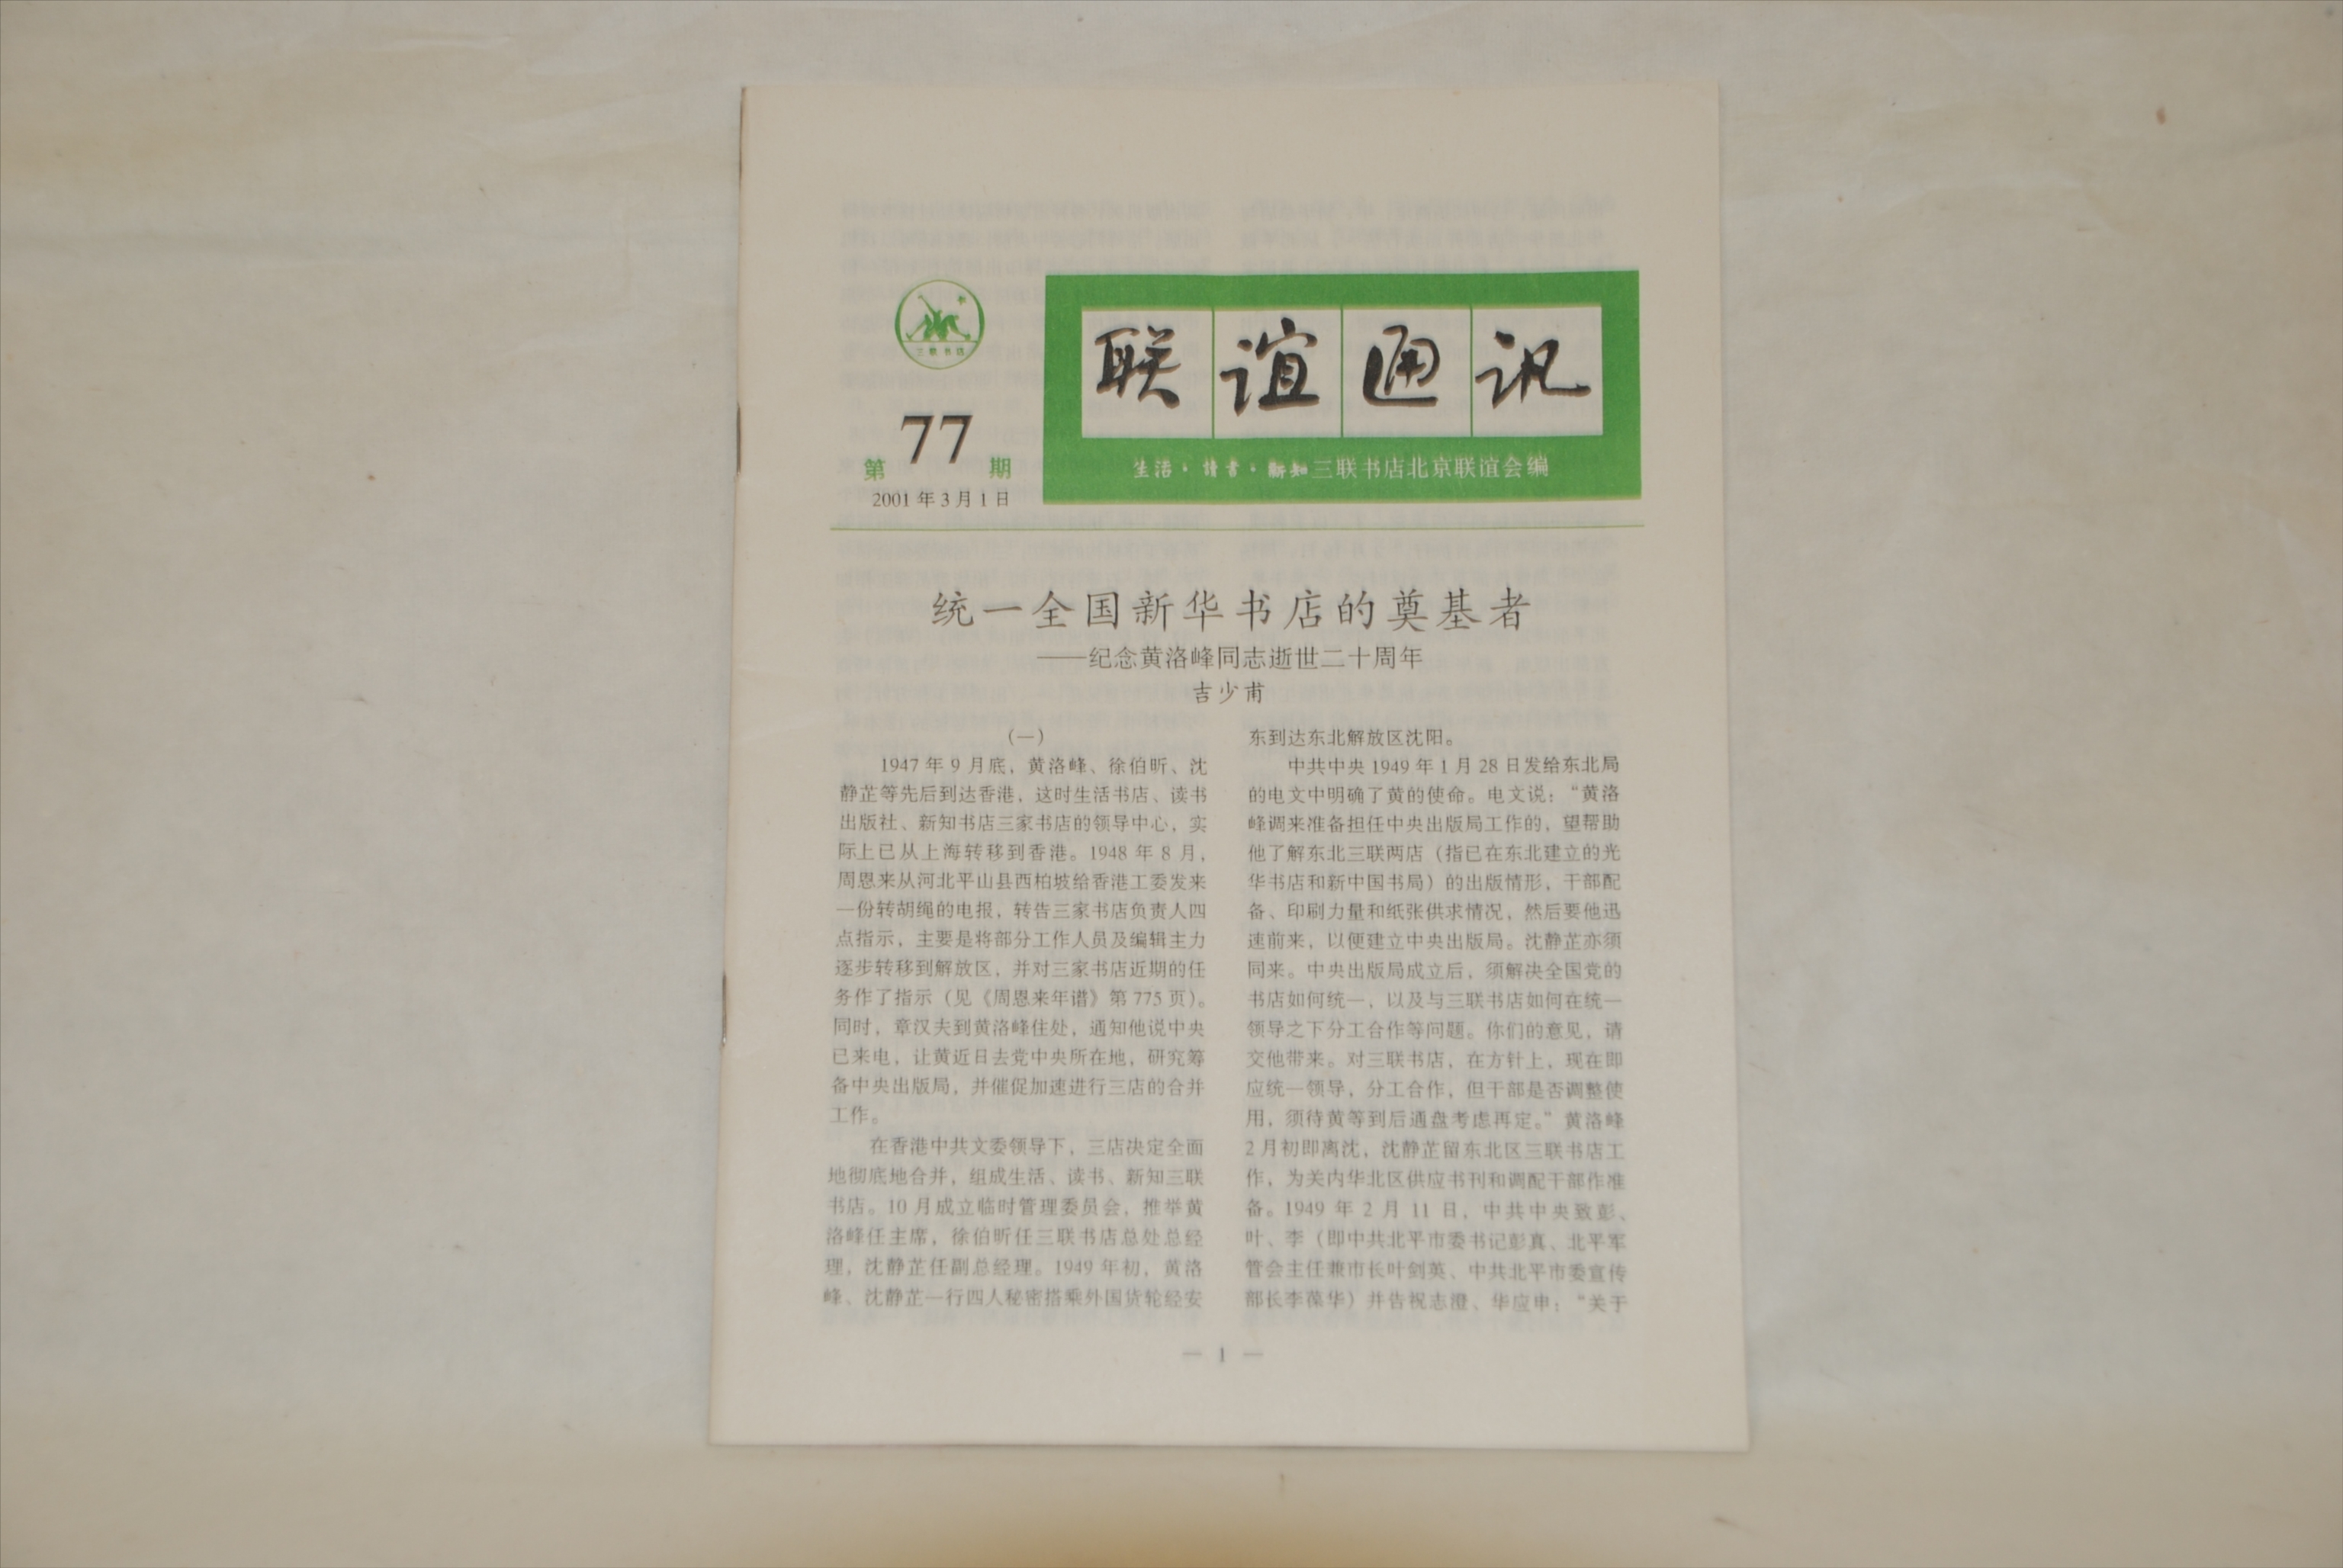 三联书店
第 77 期
2001 年 3 月 1 日
联谊通讯
生活·读书·新知三联书店北京联谊会编
统一全国新华书店的奠基者
——纪念黄洛峰同志逝世二十周年
吉少甫
(一)
1947 年 9 月底，黄洛峰、徐伯昕、沈
静芷等先后到达香港，这时生活书店、读书
出版社、新知书店三家书店的领导中心，实
际上已从上海转移到香港。1948 年 8 月，
周恩来从河北平山县西柏坡给香港工委发来
一份转胡绳的电报，转告三家书店负责人四
点指示，主要是将部分工作人员及编辑主力
逐步转移到解放区，并对三家书店近期的任
务作了指示（见《周恩来年谱》第 775 页）。
同时，章汉夫到黄洛峰住处，通知他说中央
已来电，让黄近日去党中央所在地，研究筹
备中央出版局，并催促加速进行三店的合并
工作。
在香港中共文委领导下，三店决定全面
地彻底地合并，组成生活、读书、新知三联
书店。10 月成立临时管理委员会，推举黄
洛峰任主席，徐伯昕任三联书店总处总经
理，沈静芷任副总经理。1949 年初，黄洛
峰、沈静芷一行四人秘密搭乘外国货轮经安
东到达东北解放区沈阳。
中共中央 1949 年 1 月 28 日发给东北局
的电文中明确了黄的使命。电文说：“黄洛
峰调来准备担任中央出版局工作的，望帮助
他了解东北三联两店（指已在东北建立的光
华书店和新中国书局）的出版情形，干部配
备、印刷力量和纸张供求情况，然后要他迅
速前来，以便建立中央出版局。沈静芷亦须
同来。中央出版局成立后，须解决全国党的
书店如何统一，以及与三联书店如何在统一
领导之下分工合作等问题。你们的意见，请
交他带来。对三联书店，在方针上，现在即
应统一领导，分工合作，但干部是否调整使
用，须待黄等到后通盘考虑再定。”黄洛峰
2 月初即离沈，沈静芷留东北区三联书店工
作，为关内华北区供应书刊和调配干部作准
备。1949 年 2 月 11 日，中共中央致彭、
叶、李（即中共北平市委书记彭真、北平军
管会主任兼市长叶剑英、中共北平市委宣传
部长李葆华）并告祝志澄、华应申：“关于
— 1 —